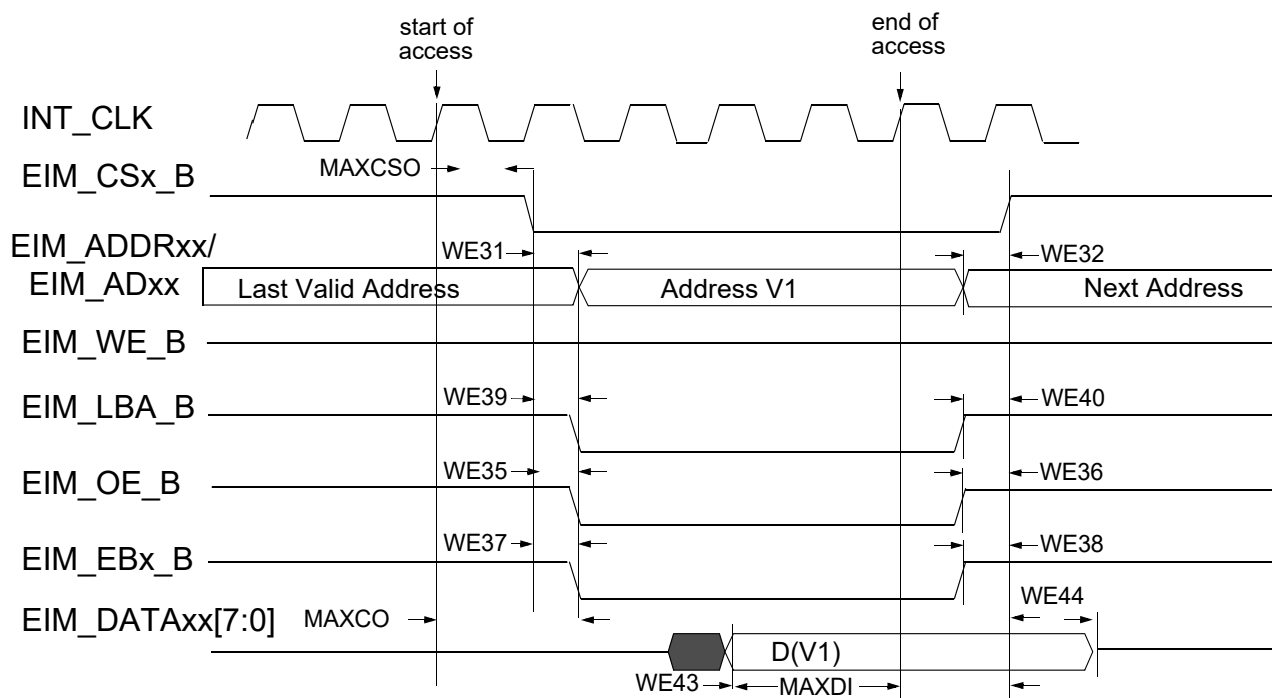 start of
access
end of
access
INT_CLK
MAXCSO
EIM_CSx_B
EIM_ADDRxx/
EIM_ADxx
WE31
WE32
Last Valid Address
Address V1
Next Address
EIM_WE_B
WE39
WE40
EIM_LBA_B
WE35
WE36
EIM_OE_B
WE37
WE38
EIM_EBx_B
WE44
EIM_DATAxx[7:0]
MAXCO
D(V1)
WE43
MAXDI